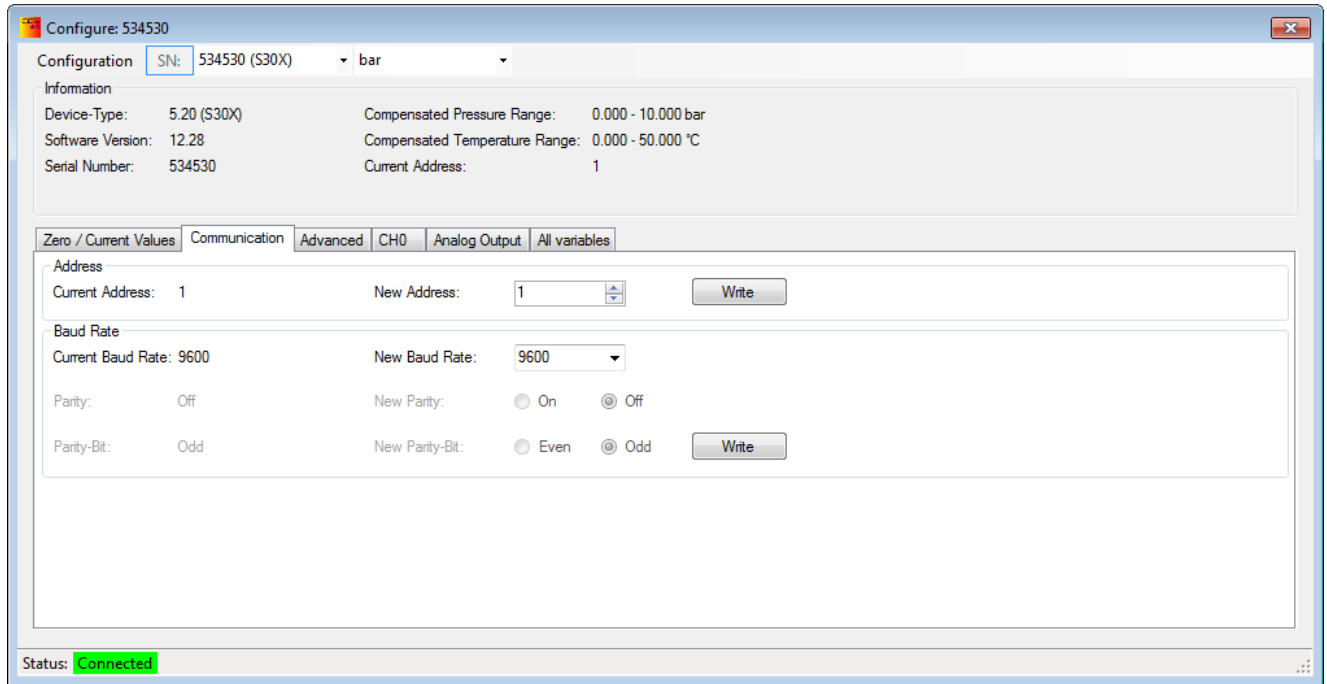 Configure: 534530
Configuration SN: 534530 (S30X) bar
Information
Device-Type: 5.20 (S30X) Compensated Pressure Range: 0.000 - 10.000 bar
Software Version: 12.28 Compensated Temperature Range: 0.000 - 50.000 °C
Serial Number: 534530 Current Address: 1
Zero / Current Values Communication Advanced CH0 Analog Output All variables
Address
Current Address: 1 New Address: 1 Write
Baud Rate
Current Baud Rate: 9600 New Baud Rate: 9600
Parity: Off New Parity: On Off
Parity-Bit: Odd New Parity-Bit: Even Odd Write
Status: Connected